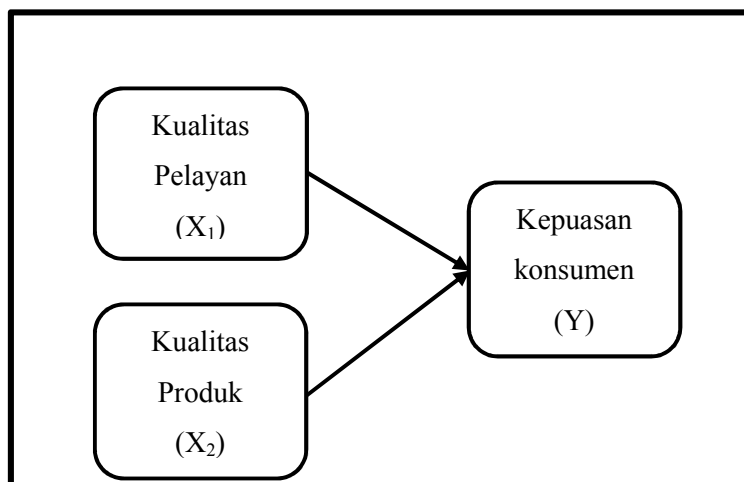 Kualitas
Pelayan
(X₁)
Kepuasan
konsumen
(Y)
Kualitas
Produk
(X₂)